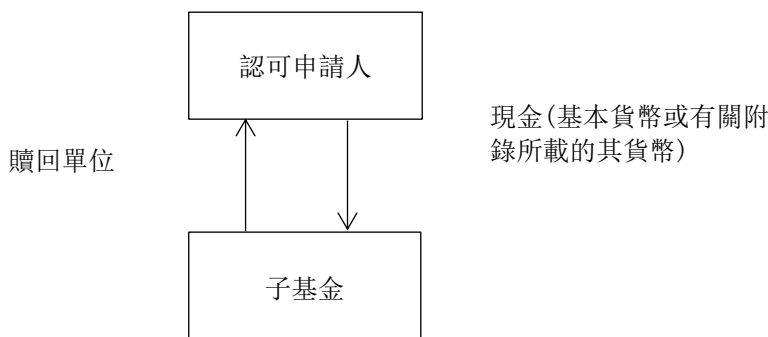 認可申請人
現金(基本貨幣或有關附
錄所載的其貨幣)
贖回單位
子基金